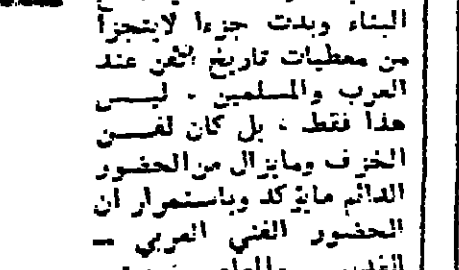 البناء وبدت جزءا لايتجزأ
من معطيات تاريخ الفن عند
العرب والمسلمين . ليس
هذا فقط ، بل كان لفن
الخزف ومايزال من الحضور
الدائم مايؤكد وباستمرار ان
الحضور الفني العربي –